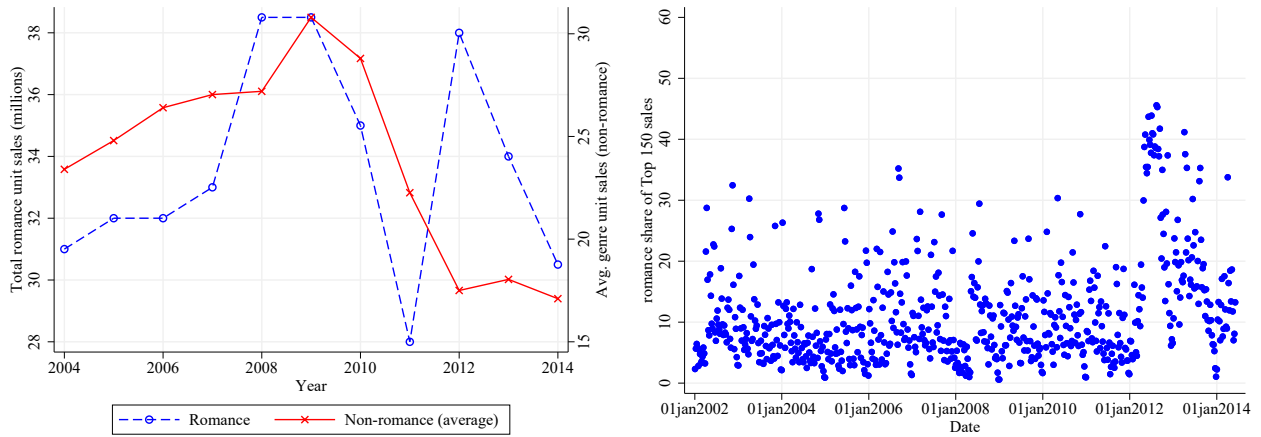 Total romance unit sales (millions)
38
36
34
32
30
28
Avg. genre unit sales (non-romance)
30
25
20
15
2004
2006
2008
2010
2012
2014
Year
Romance
Non-romance (average)
romance share of Top 150 sales
60
50
40
30
20
10
0
01jan2002
01jan2004
01jan2006
01jan2008
01jan2010
01jan2012
01jan2014
Date